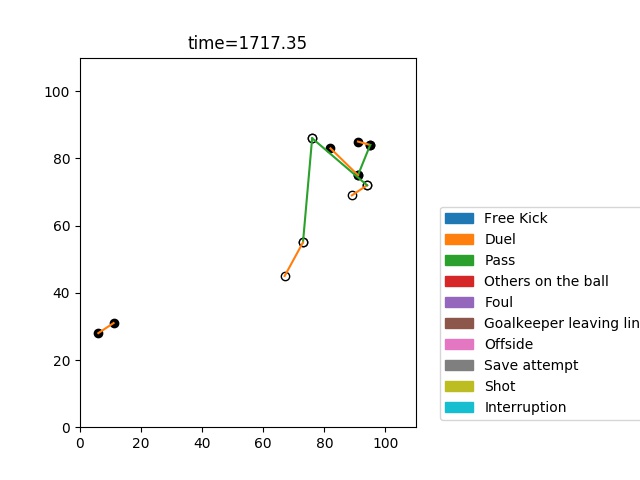 time=1717.35
100
80
60
40
20
0
0 20 40 60 80 100
Free Kick
Duel
Pass
Others on the ball
Foul
Goalkeeper leaving lin
Offside
Save attempt
Shot
Interruption